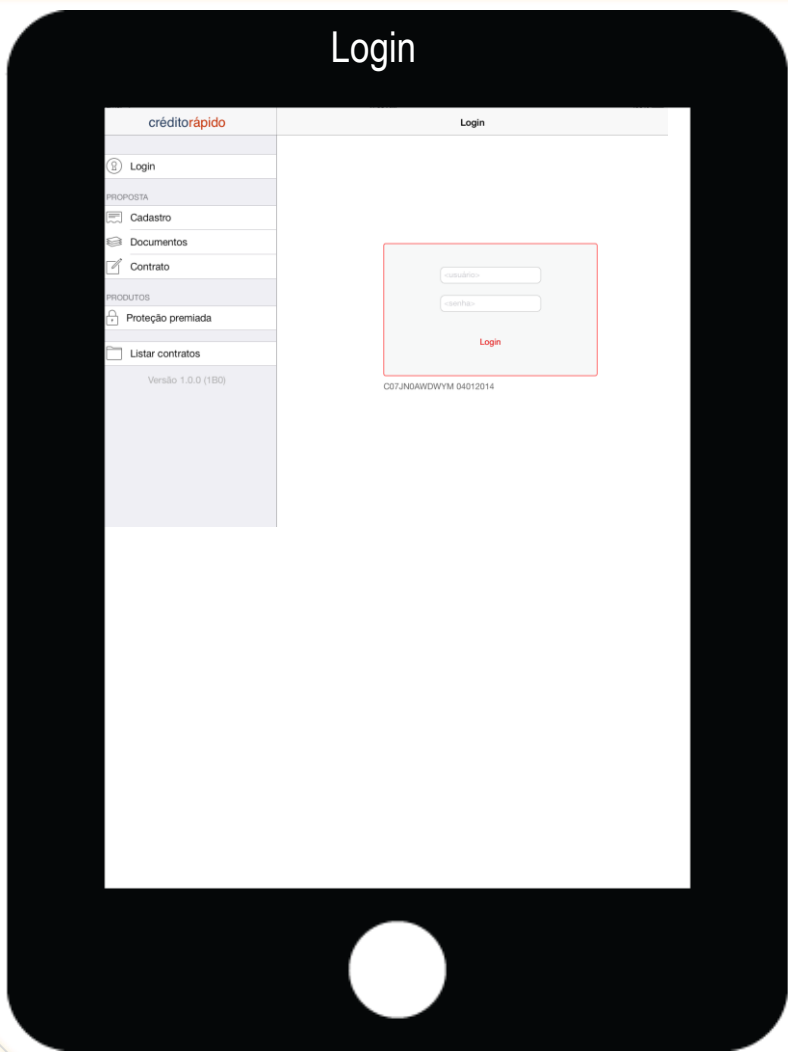 Login
créditorápido
Login
Login
PROPOSTA
Cadastro
Documentos
Contrato
PRODUTOS
Proteção premiada
Listar contratos
Versão 1.0.0 (1B0)
<usuário>
<senha>
Login
C07JN0AWDWYM 04012014